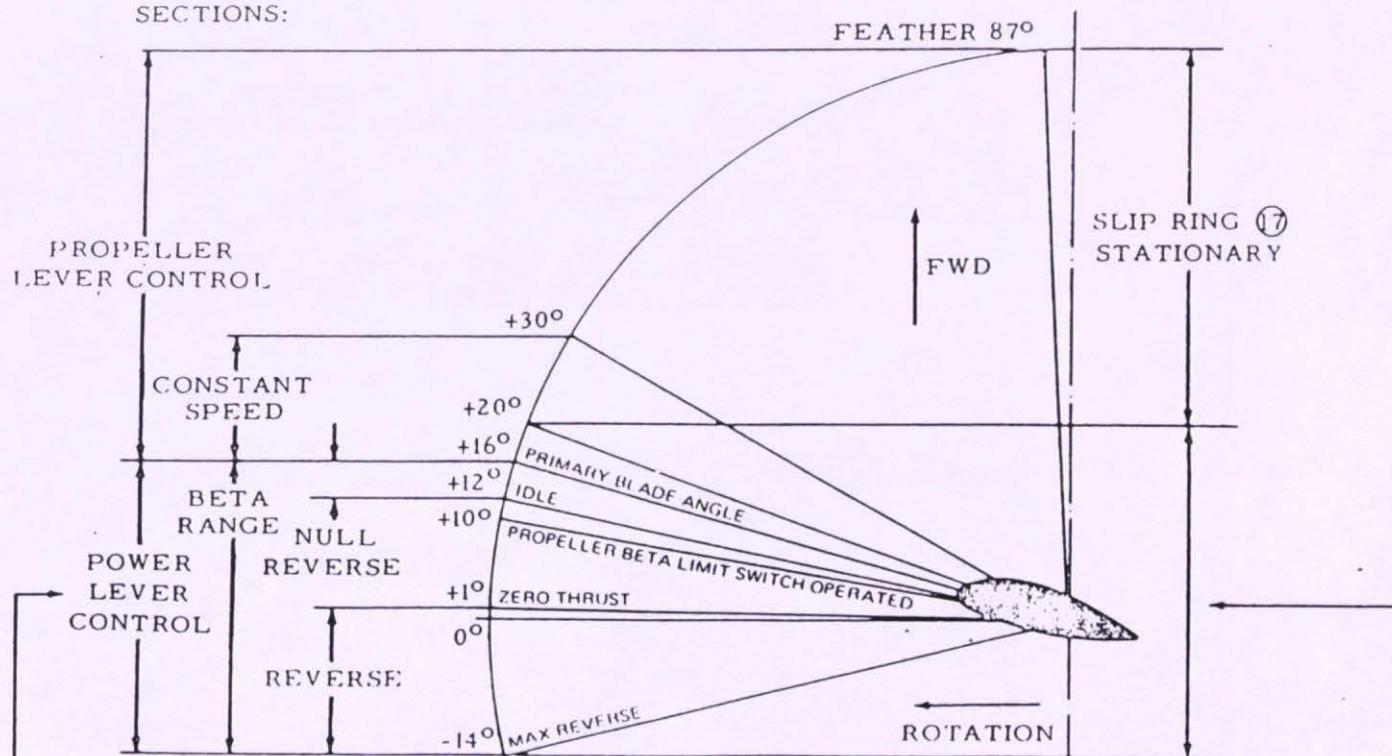 SECTIONS:
FEATHER 87°
PROPELLER
LEVER CONTROL
SLIP RING ⑰
STATIONARY
FWD
+30°
CONSTANT
SPEED
+20°
+16°
PRIMARY BLADE ANGLE
+12°
IDLE
BETA
RANGE
+10°
PROPELLER BETA LIMIT SWITCH OPERATED
NULL
REVERSE
POWER
LEVER
CONTROL
+1°
ZERO THRUST
0°
REVERSE
-14°
MAX REVERSE
ROTATION